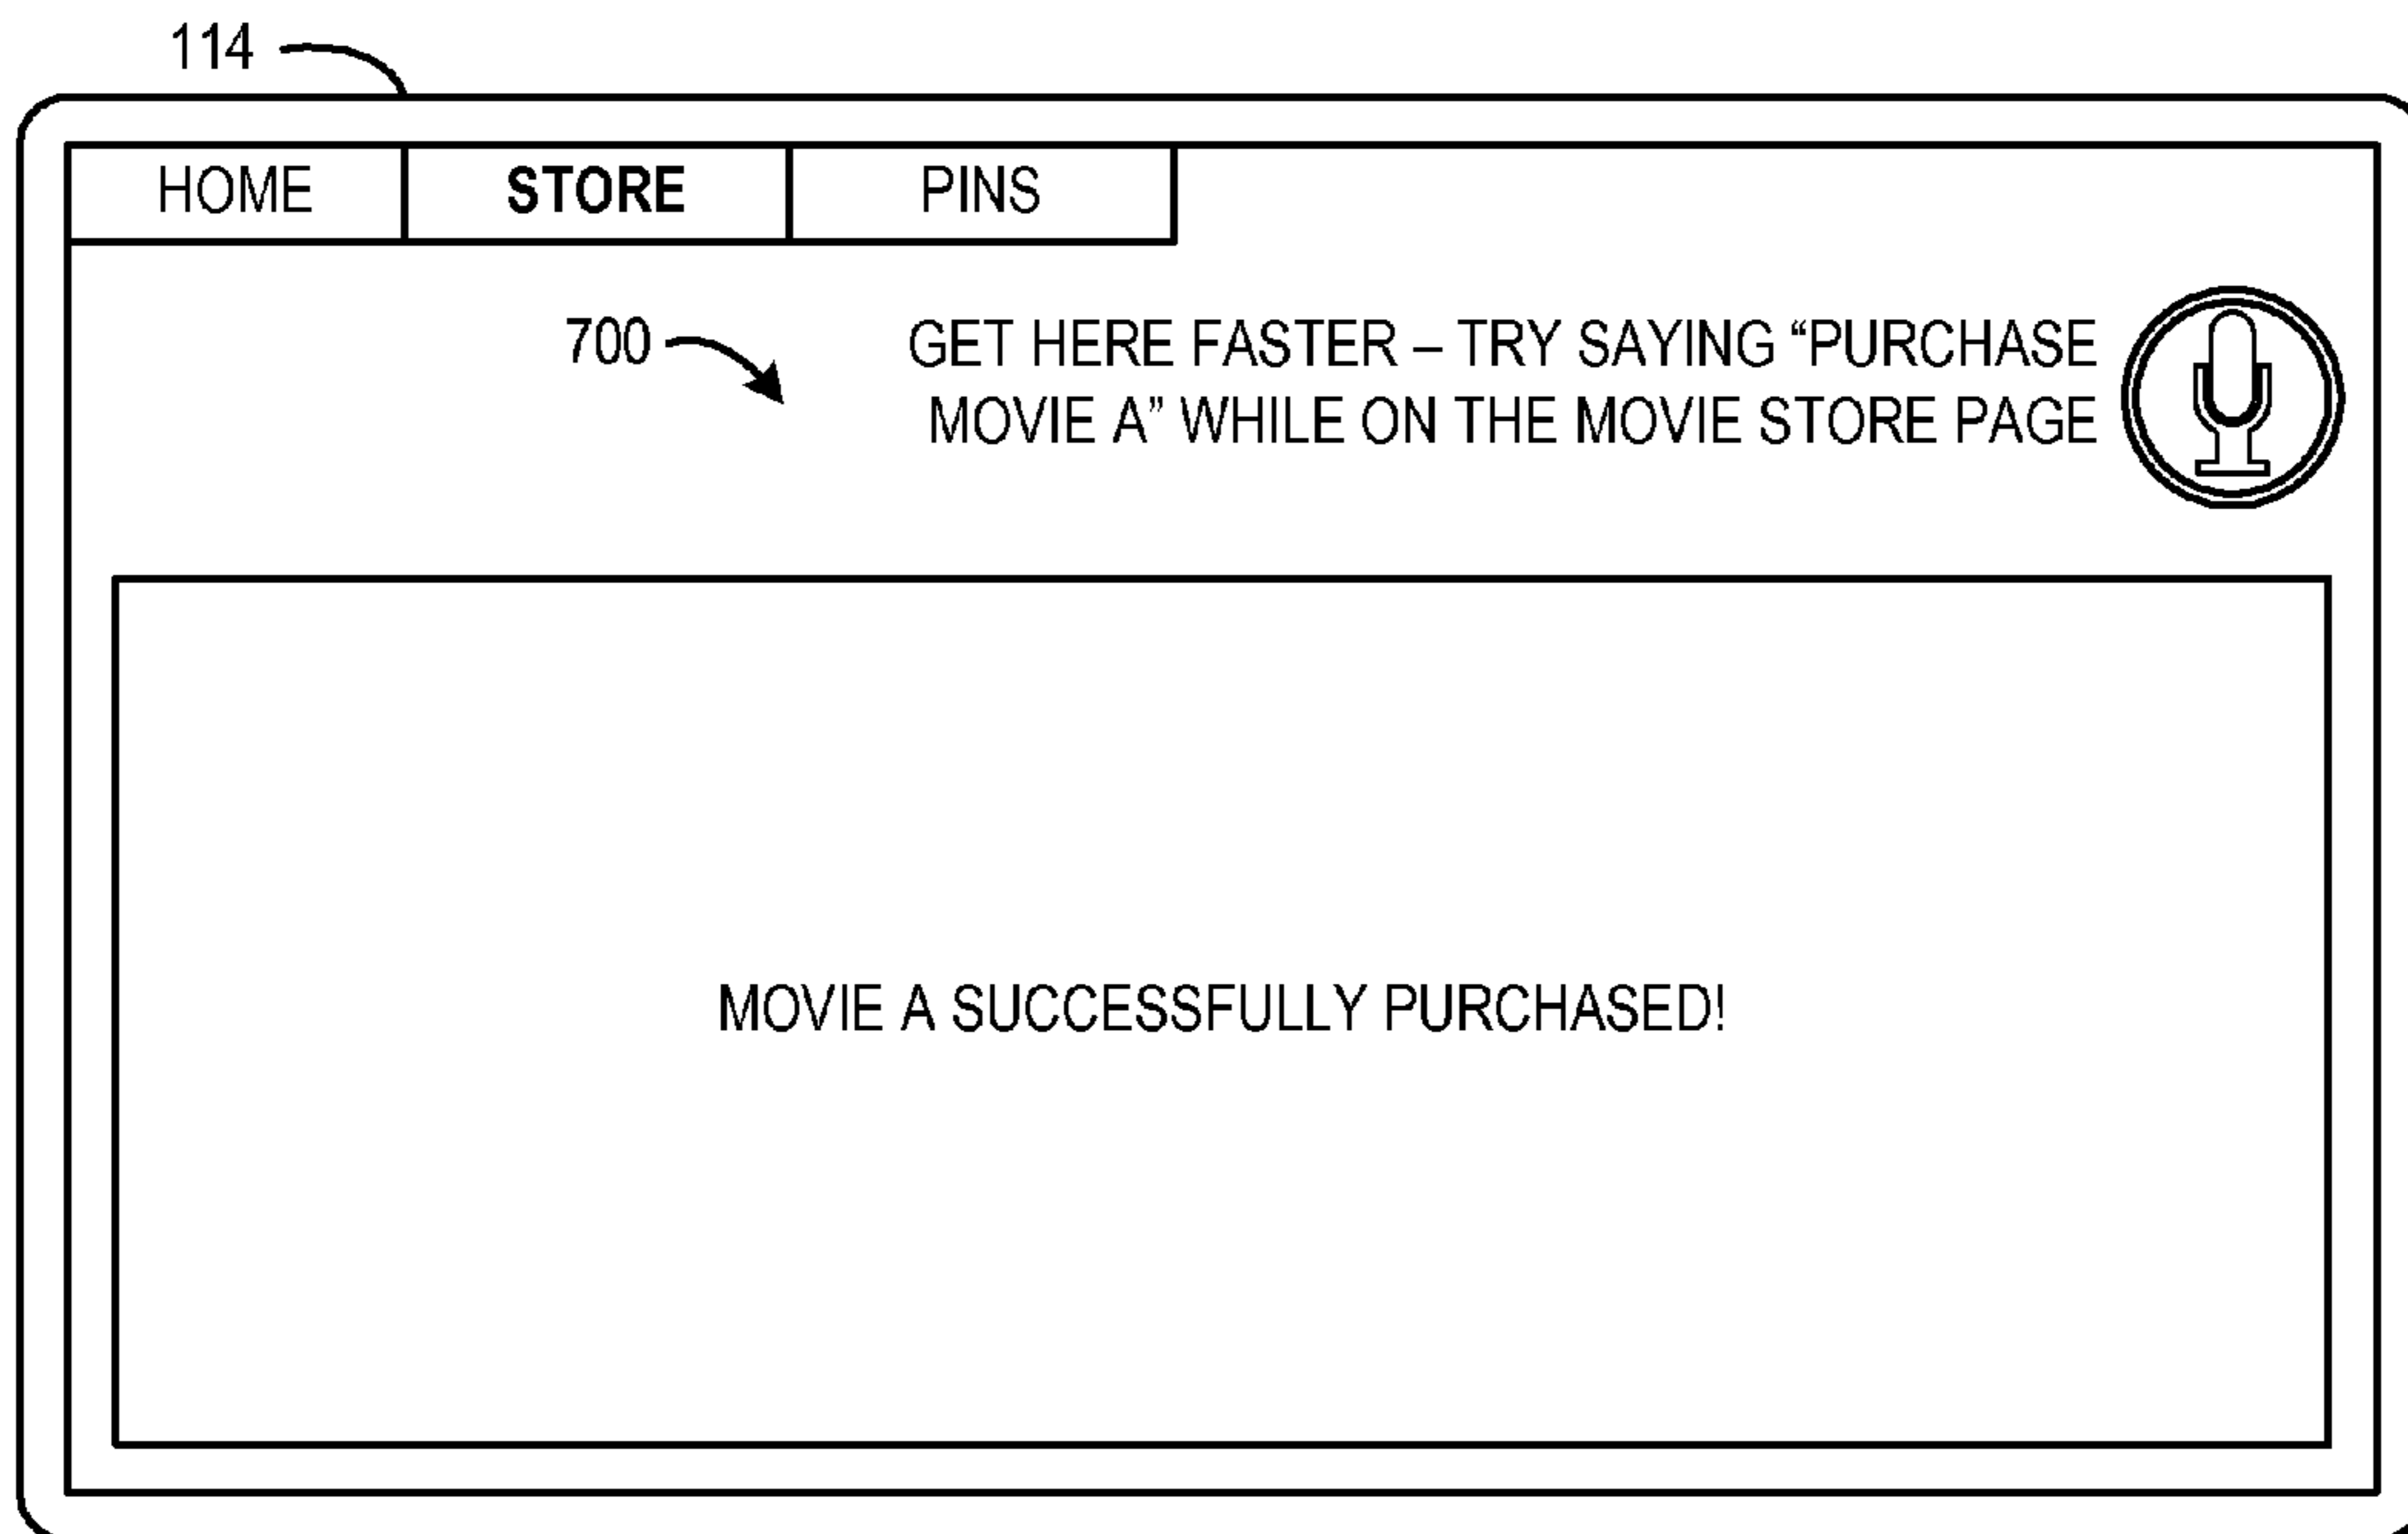 114
HOME STORE PINS
700
GET HERE FASTER – TRY SAYING “PURCHASE
MOVIE A” WHILE ON THE MOVIE STORE PAGE
MOVIE A SUCCESSFULLY PURCHASED!